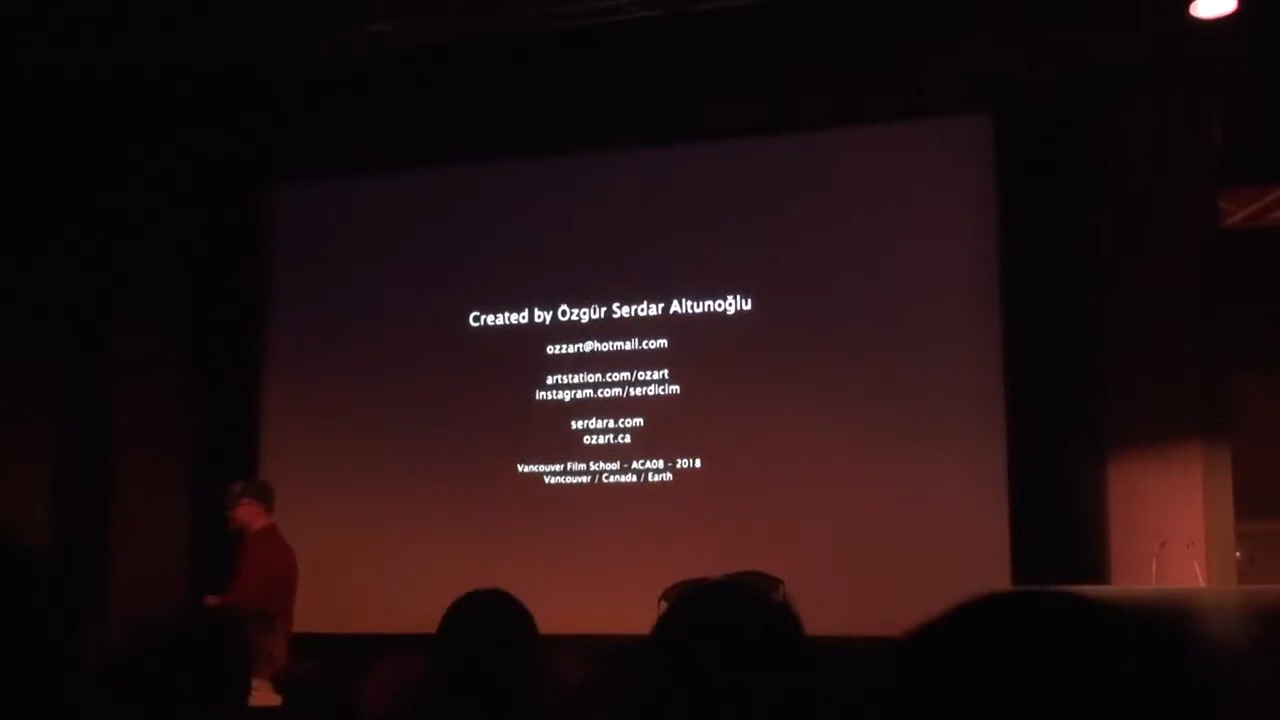 Created by Özgür Serdar Altunoğlu
ozzart@hotmail.com
artstation.com/ozart
instagram.com/serdicim
serdara.com
ozart.ca
Vancouver Film School - ACA08 - 2018
Vancouver / Canada / Earth